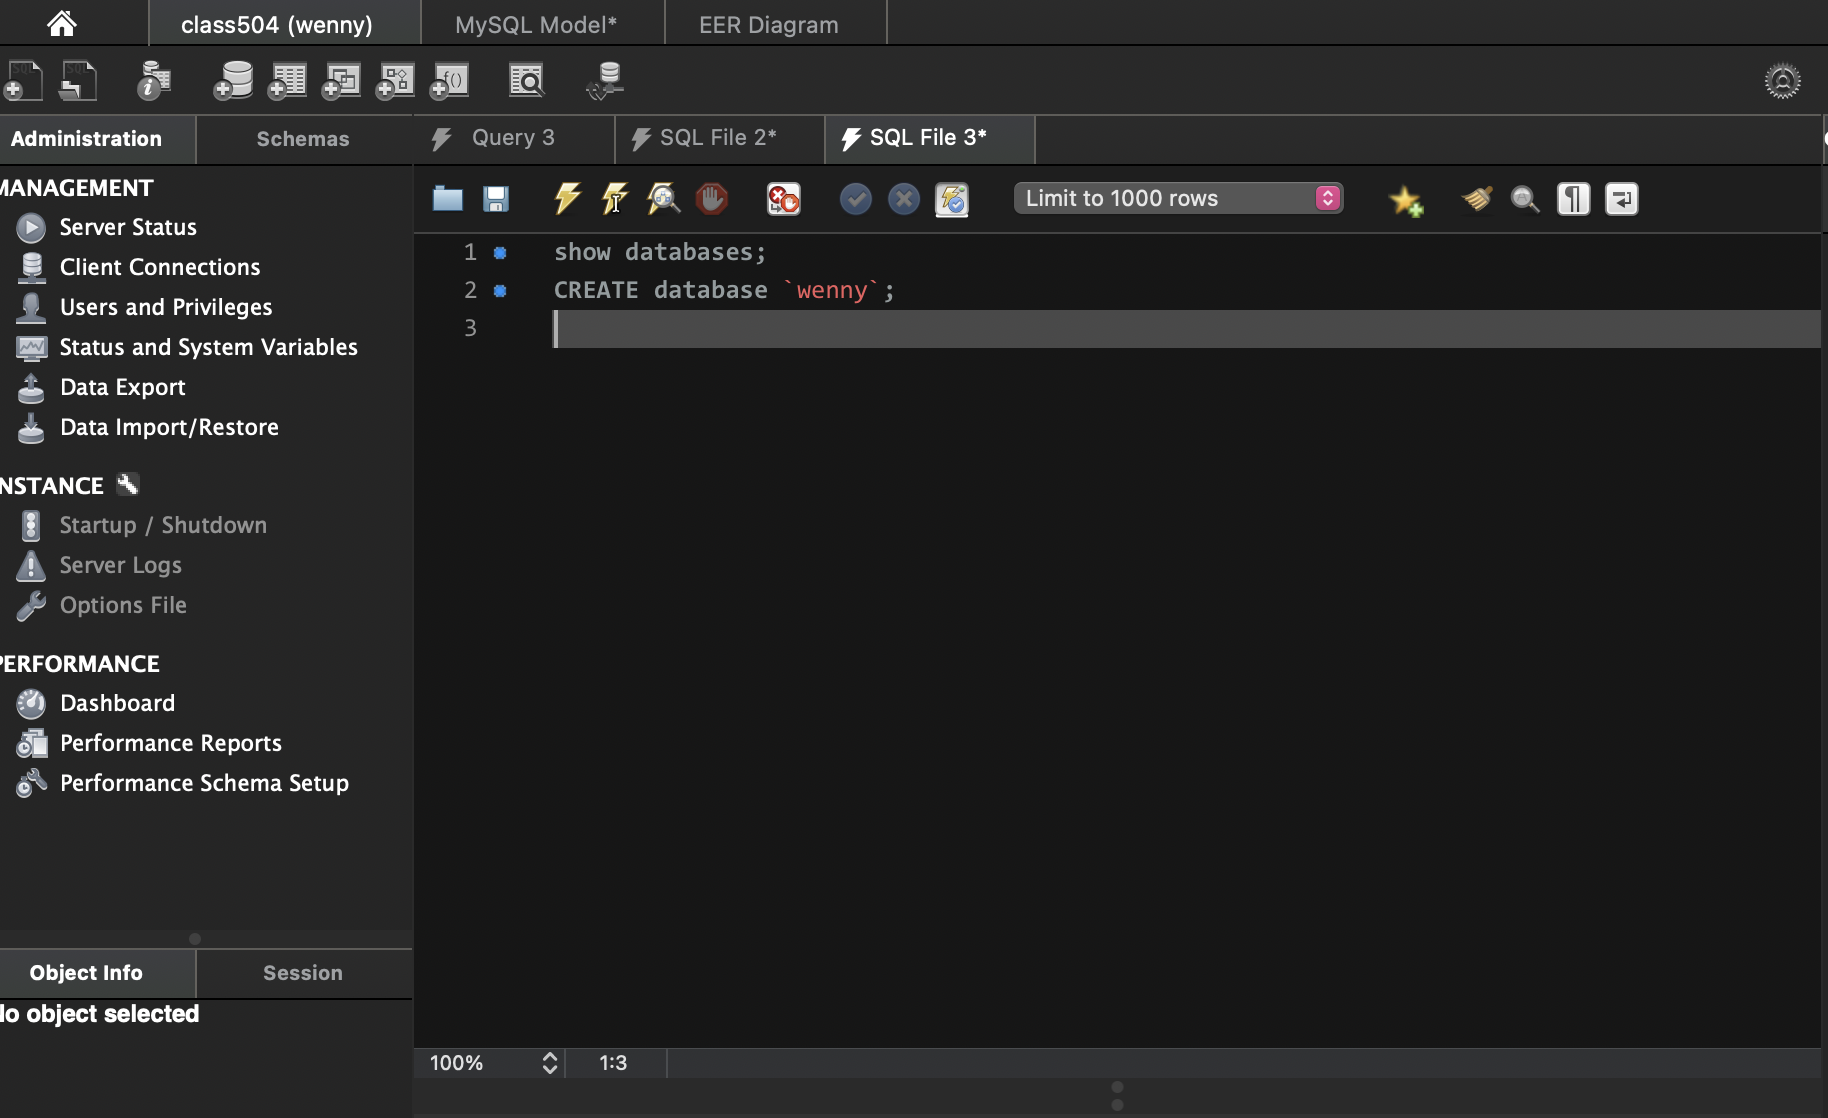 class504 (wenny)
MySQL Model*
EER Diagram
Administration
Schemas
Query 3
SQL File 2*
SQL File 3*
MANAGEMENT
Server Status
Client Connections
Users and Privileges
Status and System Variables
Data Export
Data Import/Restore
NSTANCE
Startup / Shutdown
Server Logs
Options File
PERFORMANCE
Dashboard
Performance Reports
Performance Schema Setup
Object Info
Session
lo object selected
Limit to 1000 rows
1 show databases;
2 CREATE database `wenny`;
3
100%
1:3